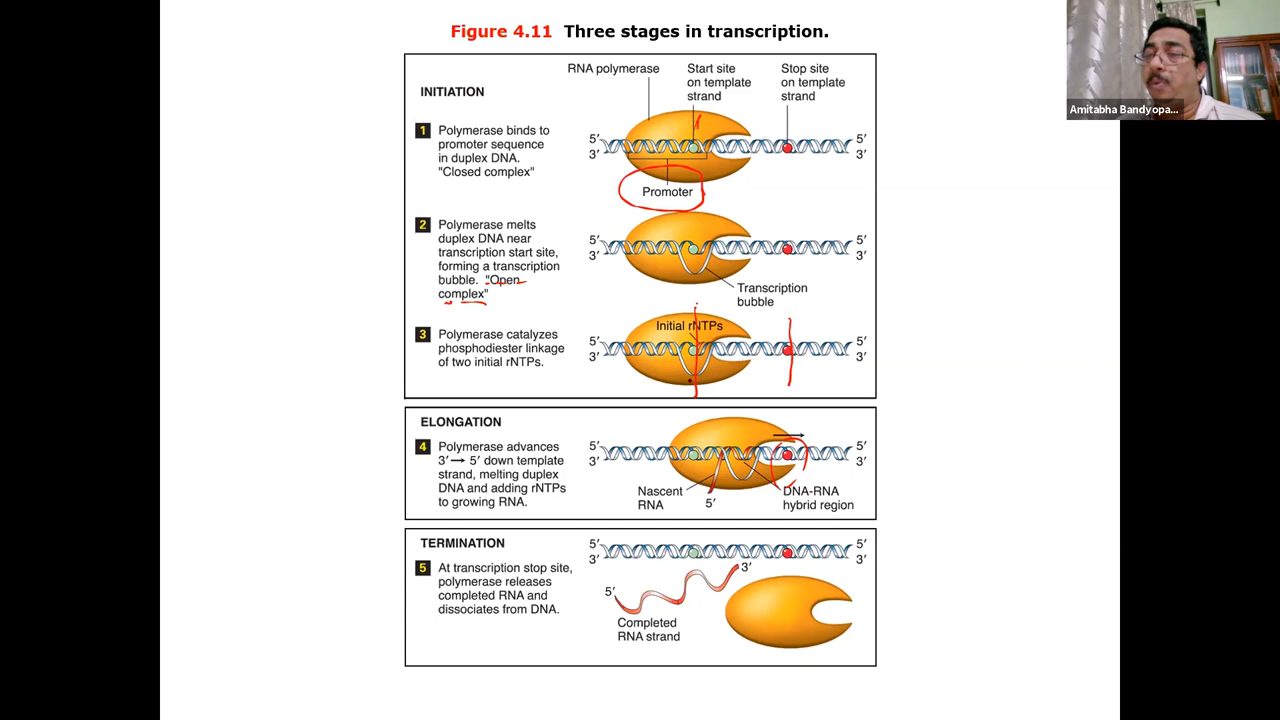 Figure 4.11 Three stages in transcription.
Amitabha Bandyopa...
RNA polymerase
Start site
on template
strand
Stop site
on template
strand
INITIATION
1 Polymerase binds to
promoter sequence
in duplex DNA.
"Closed complex"
5′ 5′
3′ 3′
Promoter
2 Polymerase melts
duplex DNA near
transcription start site,
forming a transcription
bubble. "Open
complex"
5′ 5′
3′ 3′
Transcription
bubble
3 Polymerase catalyzes
phosphodiester linkage
of two initial rNTPs.
Initial rNTPs
5′ 5′
3′ 3′
ELONGATION
4 Polymerase advances
3′ → 5′ down template
strand, melting duplex
DNA and adding rNTPs
to growing RNA.
5′ 5′
3′ 3′
Nascent
RNA
5′
DNA-RNA
hybrid region
TERMINATION
5 At transcription stop site,
polymerase releases
completed RNA and
dissociates from DNA.
5′ 5′
3′ 3′
5′ 3′
Completed
RNA strand